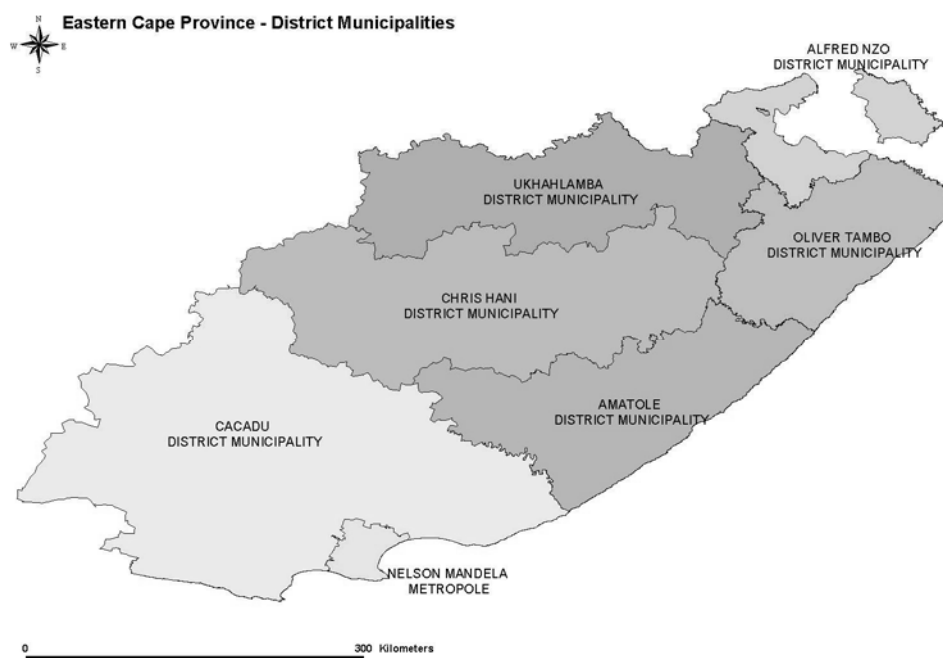 Eastern Cape Province - District Municipalities
N
W E
S
ALFRED NZO
DISTRICT MUNICIPALITY
UKHAHLAMBA
DISTRICT MUNICIPALITY
OLIVER TAMBO
DISTRICT MUNICIPALITY
CHRIS HANI
DISTRICT MUNICIPALITY
AMATOLE
DISTRICT MUNICIPALITY
CACADU
DISTRICT MUNICIPALITY
NELSON MANDELA
METROPOLE
0 300 Kilometers